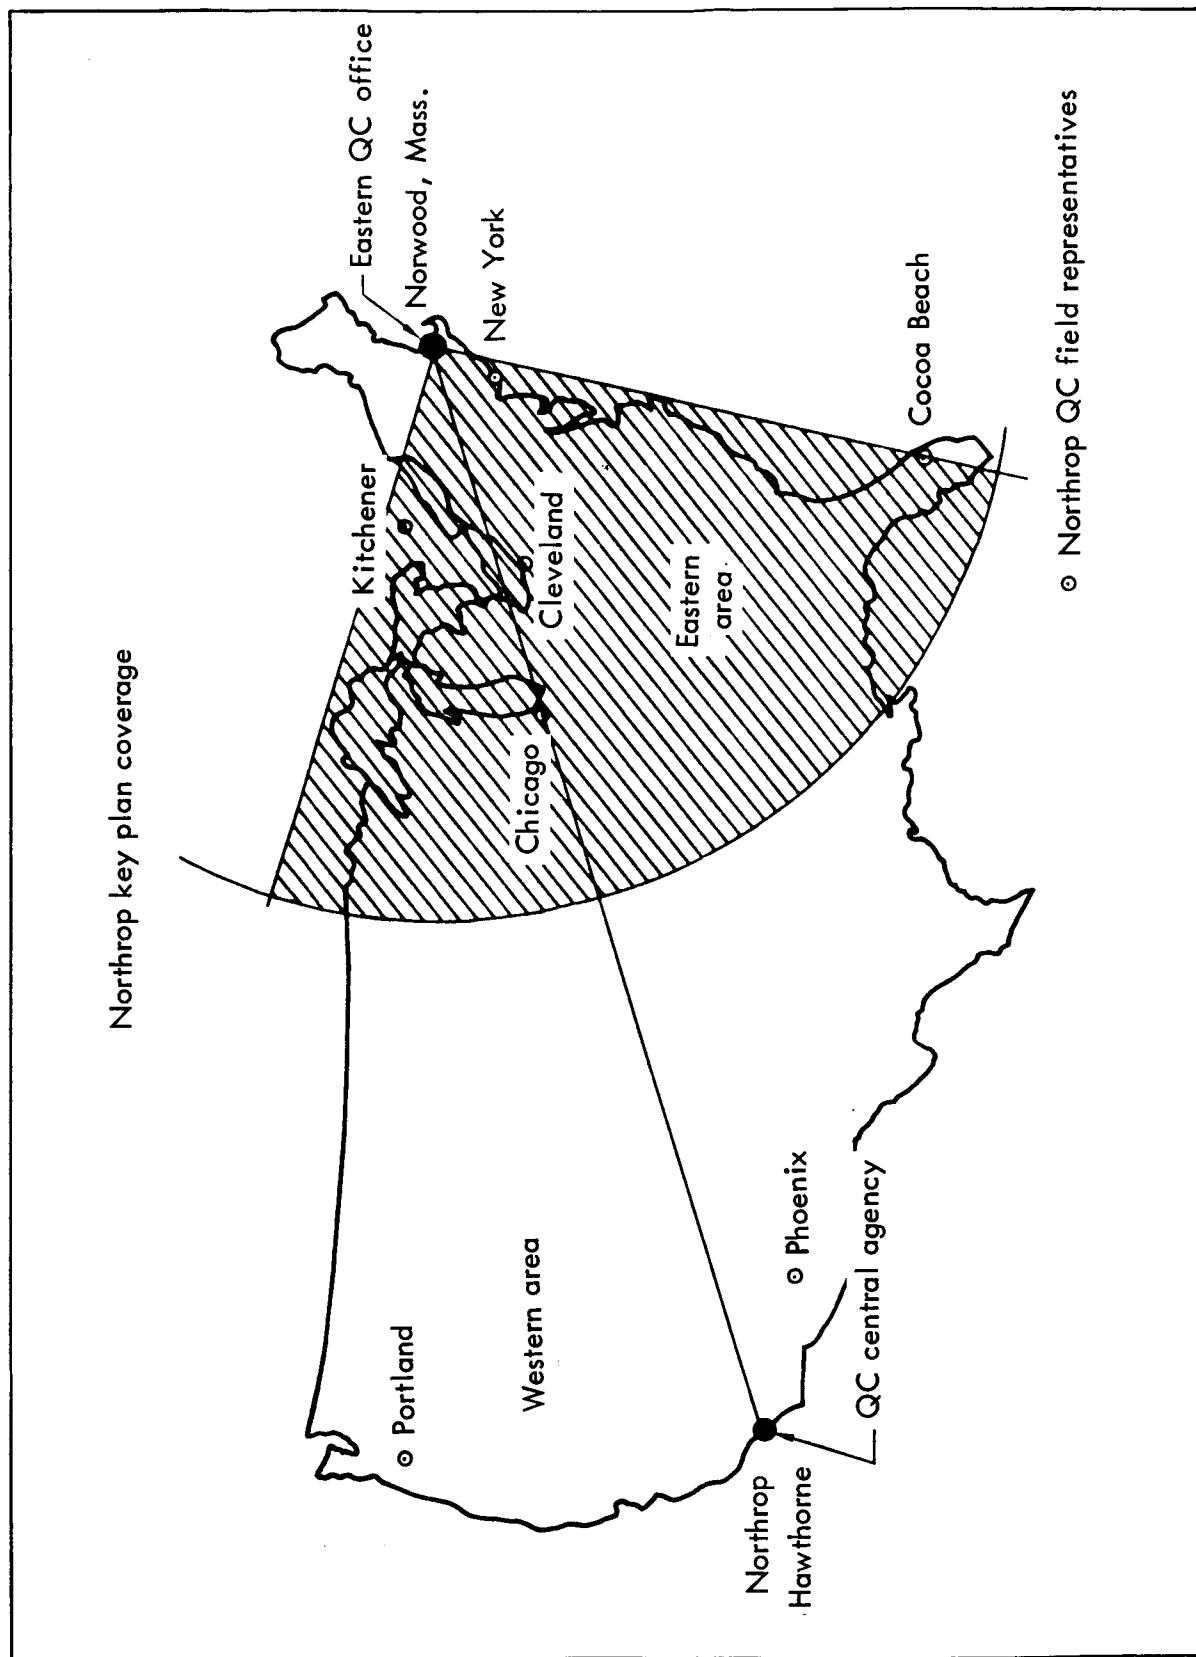 Northrop key plan coverage
Eastern QC office
Norwood, Mass.
New York
Kitchener
Cleveland
Chicago
Eastern
area
Cocoa Beach
Portland
Western area
Phoenix
Northrop
Hawthorne
QC central agency
Northrop QC field representatives